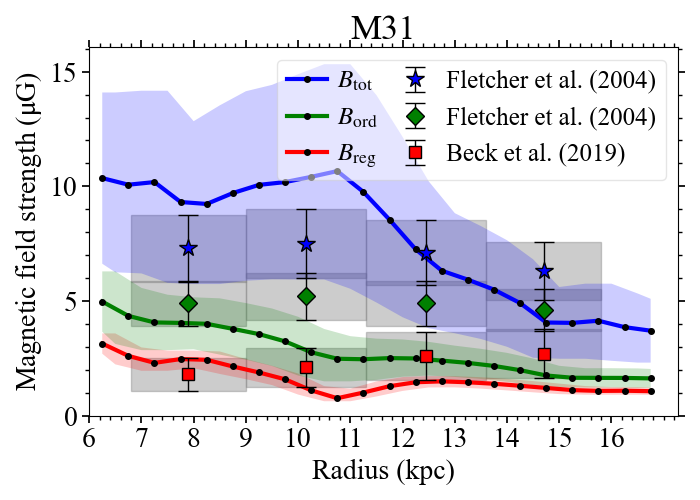 M31
Magnetic field strength (μG)
15
10
5
0
B_tot
B_ord
B_reg
Fletcher et al. (2004)
Fletcher et al. (2004)
Beck et al. (2019)
6 7 8 9 10 11 12 13 14 15 16
Radius (kpc)